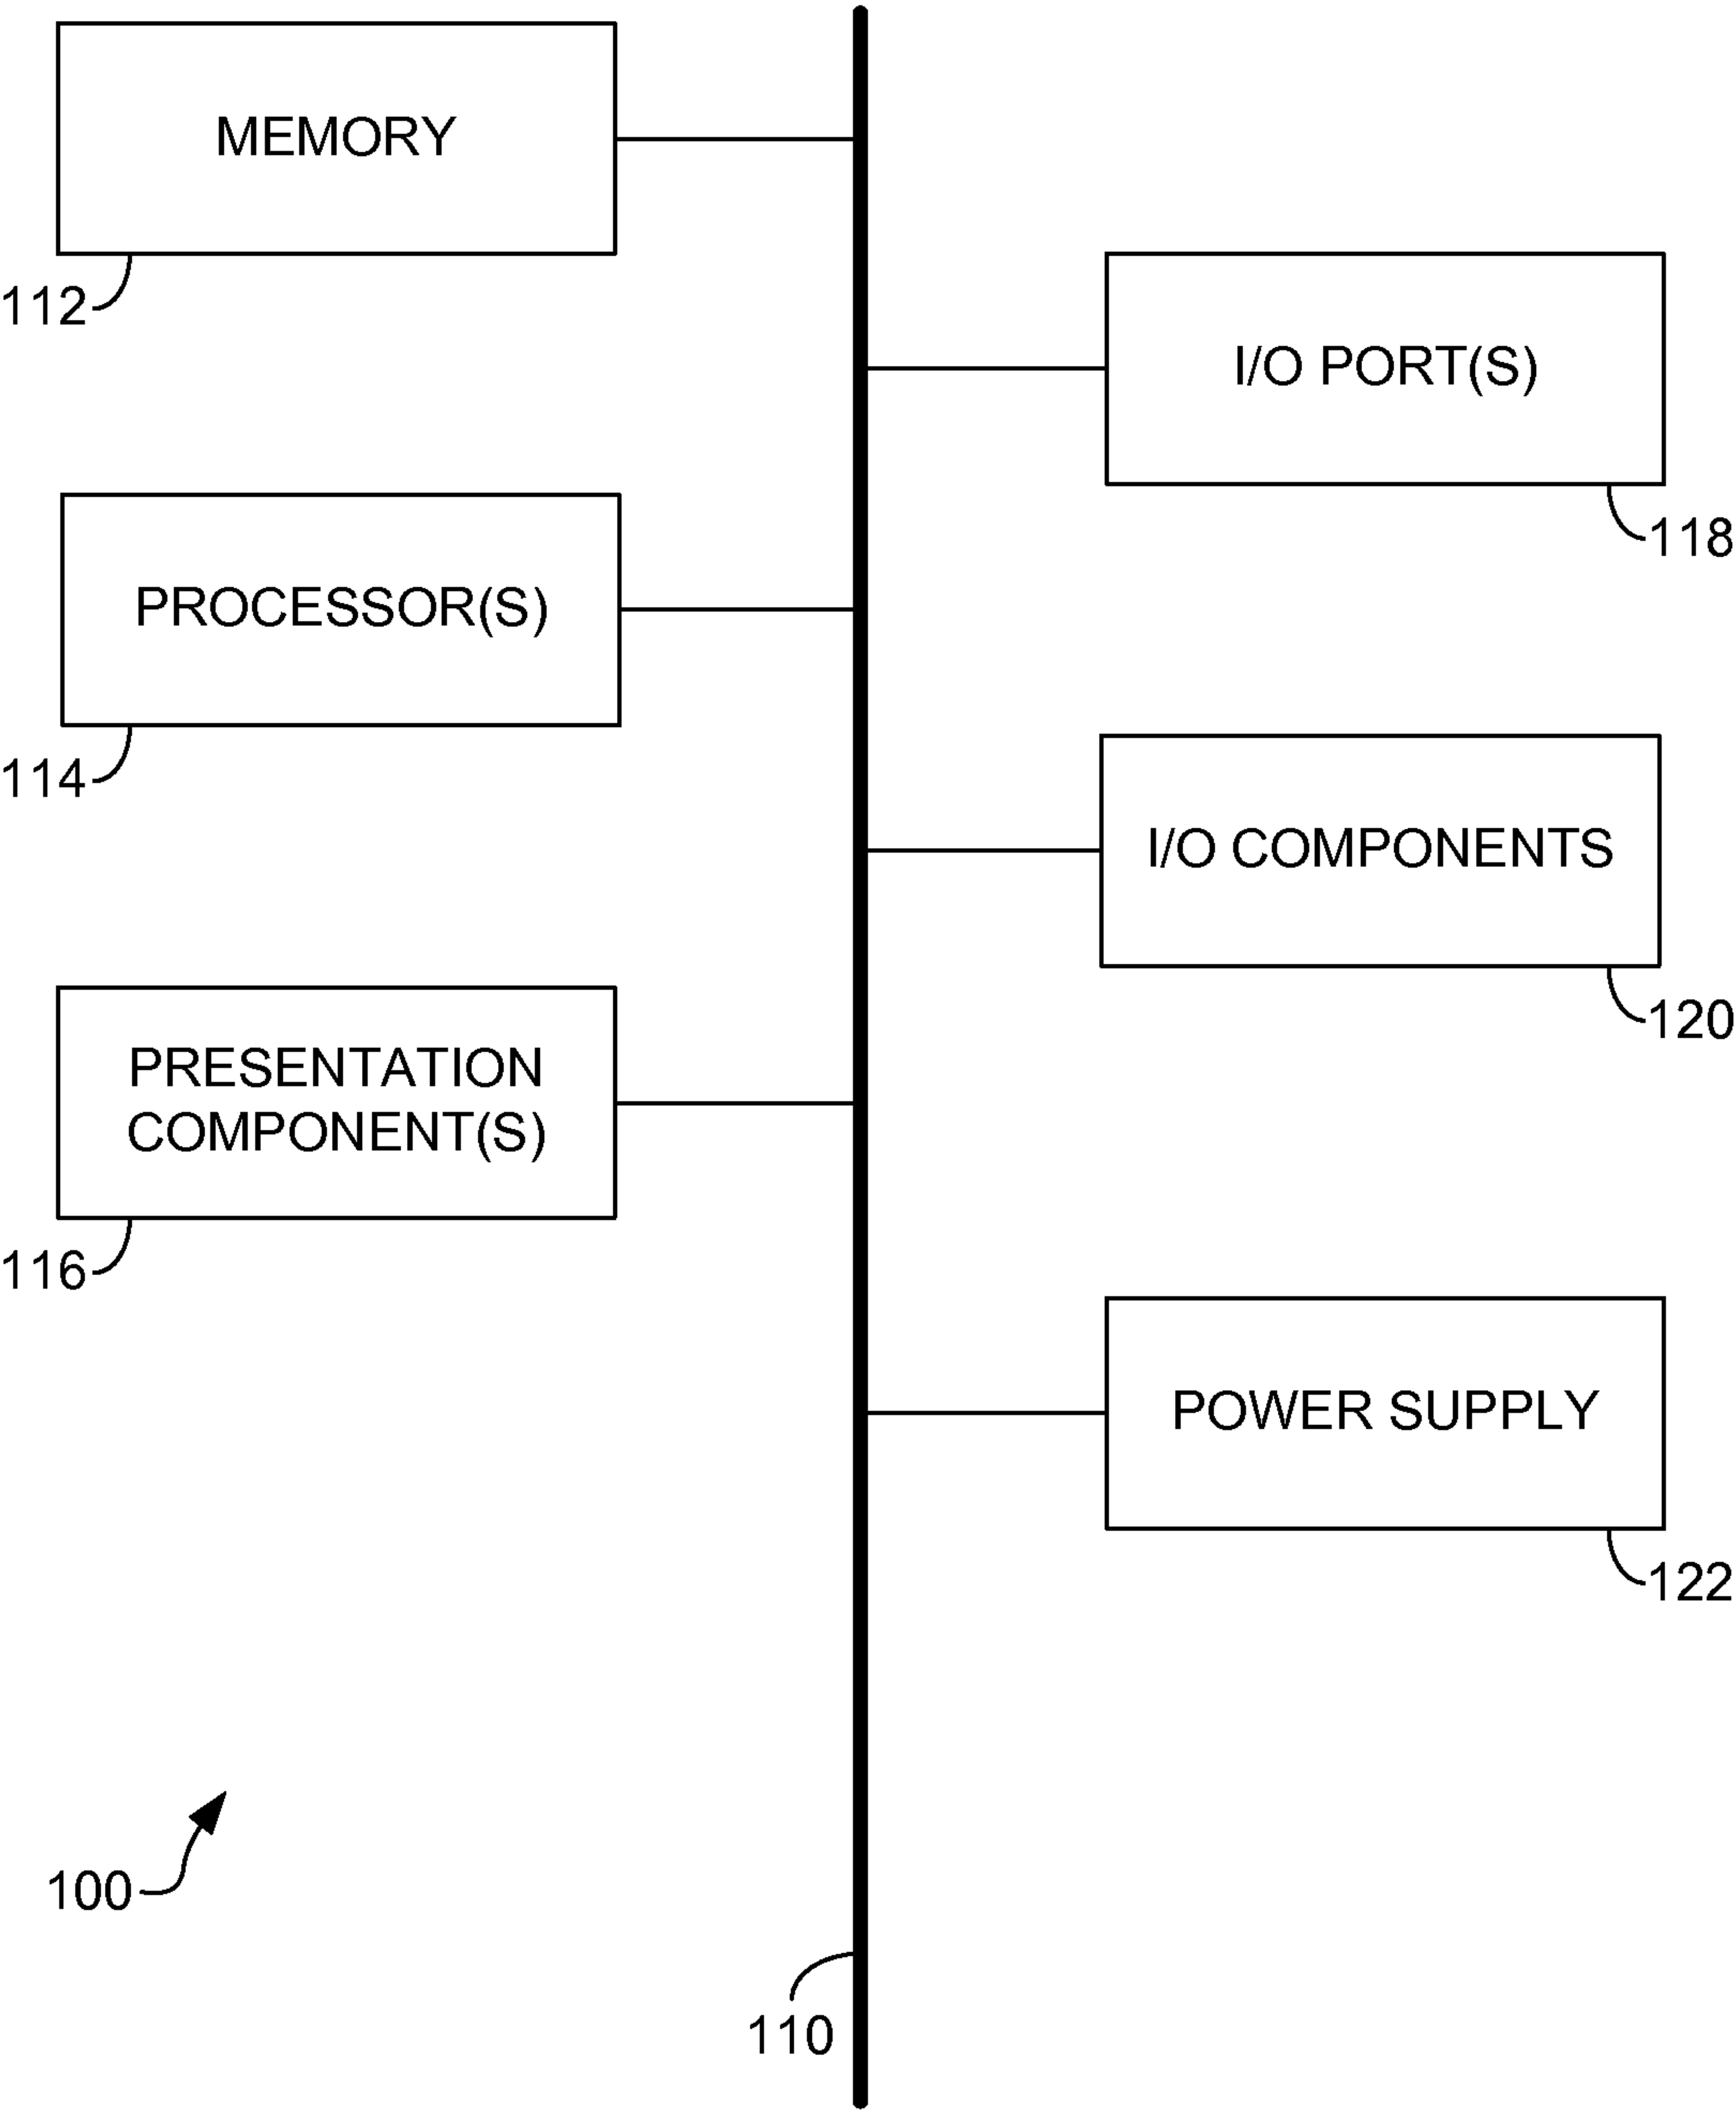 MEMORY
112
I/O PORT(S)
118
PROCESSOR(S)
114
I/O COMPONENTS
120
PRESENTATION
COMPONENT(S)
116
POWER SUPPLY
122
100
110